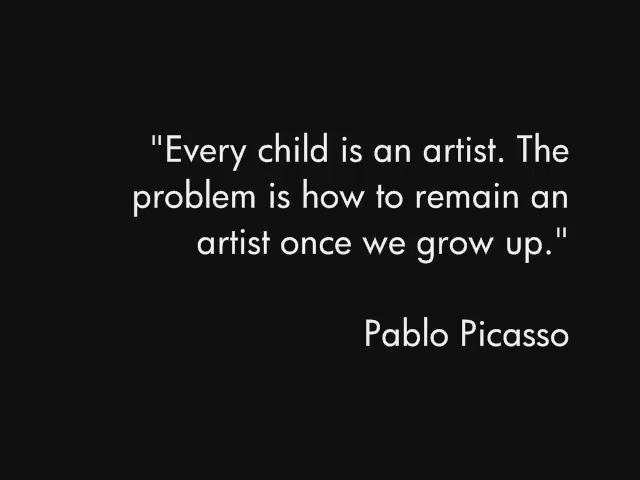 "Every child is an artist. The
problem is how to remain an
artist once we grow up."
Pablo Picasso